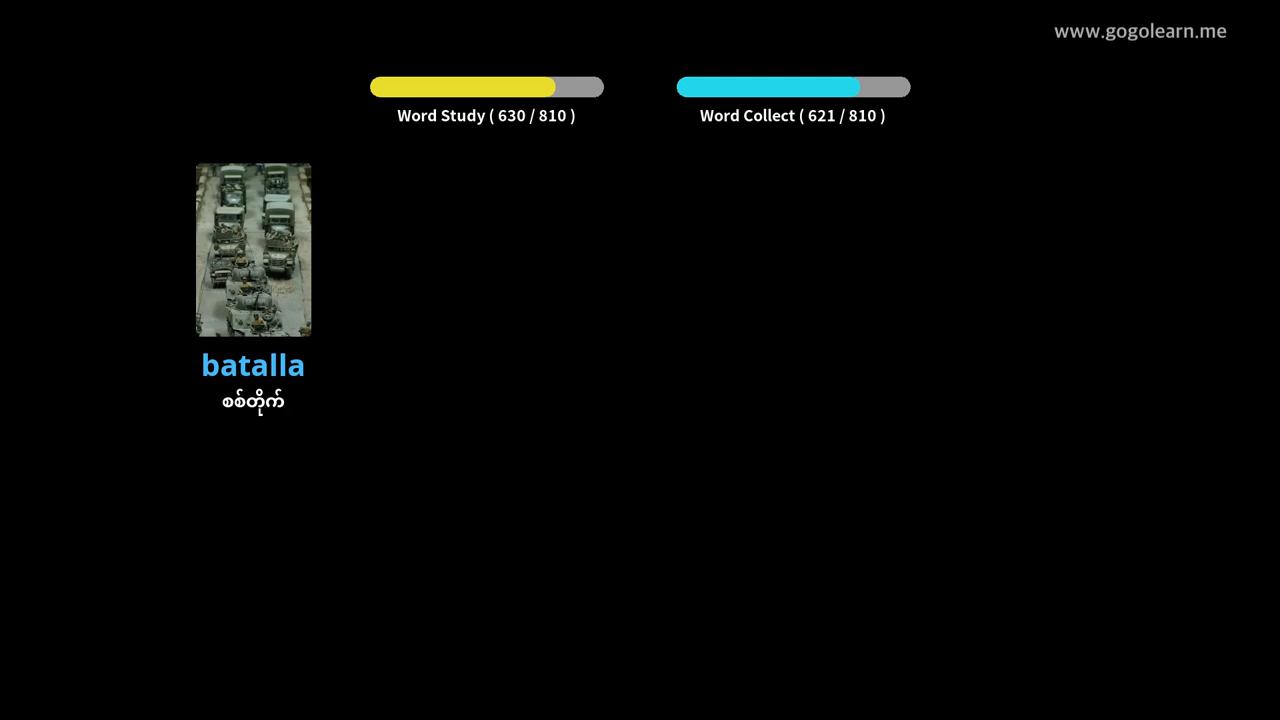 www.gogolearn.me
Word Study ( 630 / 810 )
Word Collect ( 621 / 810 )
batalla
စစ်တိုက်